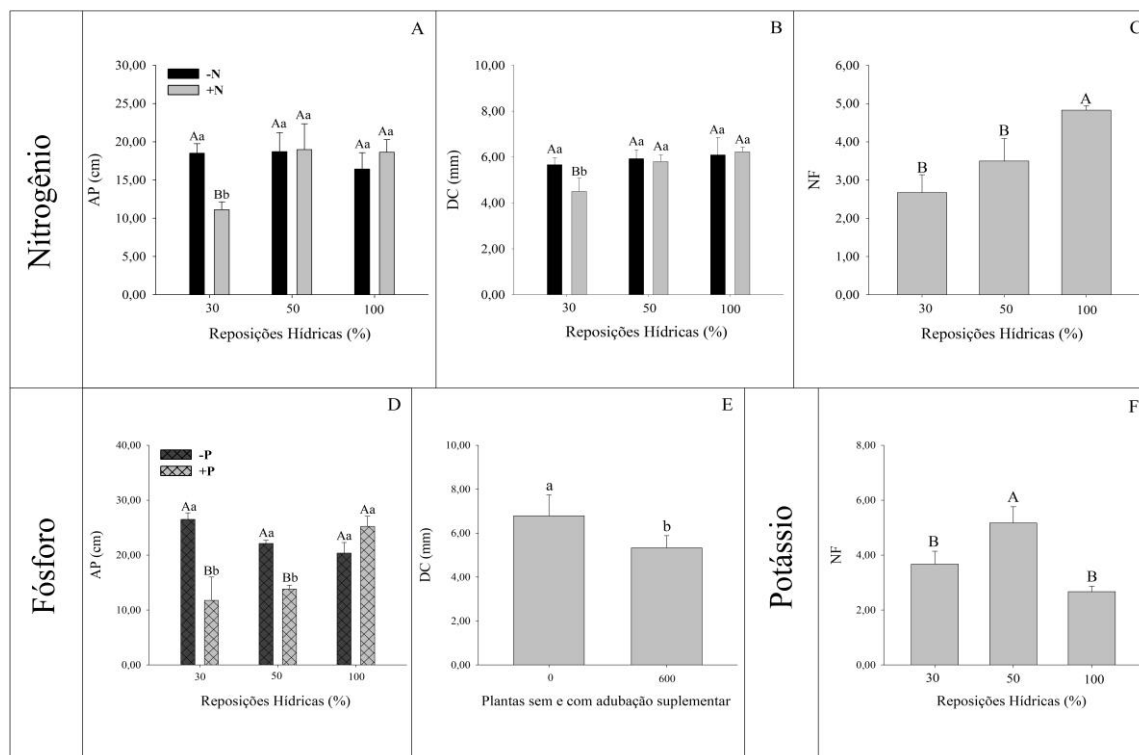 Nitrogênio
A
AP (cm)
30,00
25,00
20,00
15,00
10,00
5,00
0,00
-N
+N
Aa
Bb
Aa
Aa
Aa
Aa
30
50
100
Reposições Hídricas (%)
B
DC (mm)
10,00
8,00
6,00
4,00
2,00
0,00
Aa
Bb
Aa
Aa
Aa
Aa
30
50
100
Reposições Hídricas (%)
C
NF
6,00
5,00
4,00
3,00
2,00
1,00
0,00
B
B
A
30
50
100
Reposições Hídricas (%)
Fósforo
D
AP (cm)
40,00
30,00
20,00
10,00
0,00
-P
+P
Aa
Bb
Aa
Bb
Aa
Aa
30
50
100
Reposições Hídricas (%)
E
DC (mm)
10,00
8,00
6,00
4,00
2,00
0,00
a
b
0
600
Plantas sem e com adubação suplementar
Potássio
F
NF
8,00
6,00
4,00
2,00
0,00
B
A
B
30
50
100
Reposições Hídricas (%)